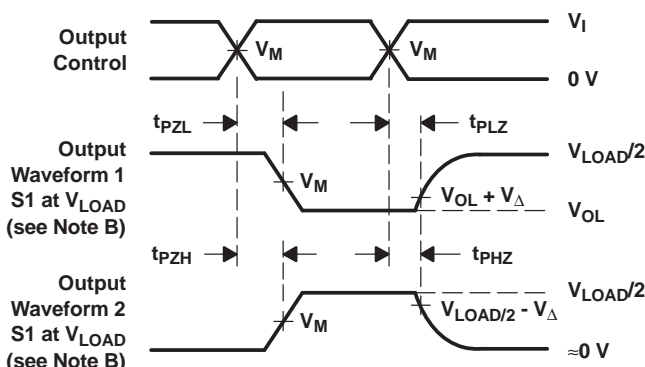 Output
Control
V_M
V_M
V_I
0 V
t_PZL
t_PLZ
Output
Waveform 1
S1 at V_LOAD
(see Note B)
V_M
V_OL + V_Δ
V_LOAD/2
V_OL
t_PZH
t_PHZ
Output
Waveform 2
S1 at V_LOAD
(see Note B)
V_M
V_LOAD/2 - V_Δ
V_LOAD/2
≈0 V